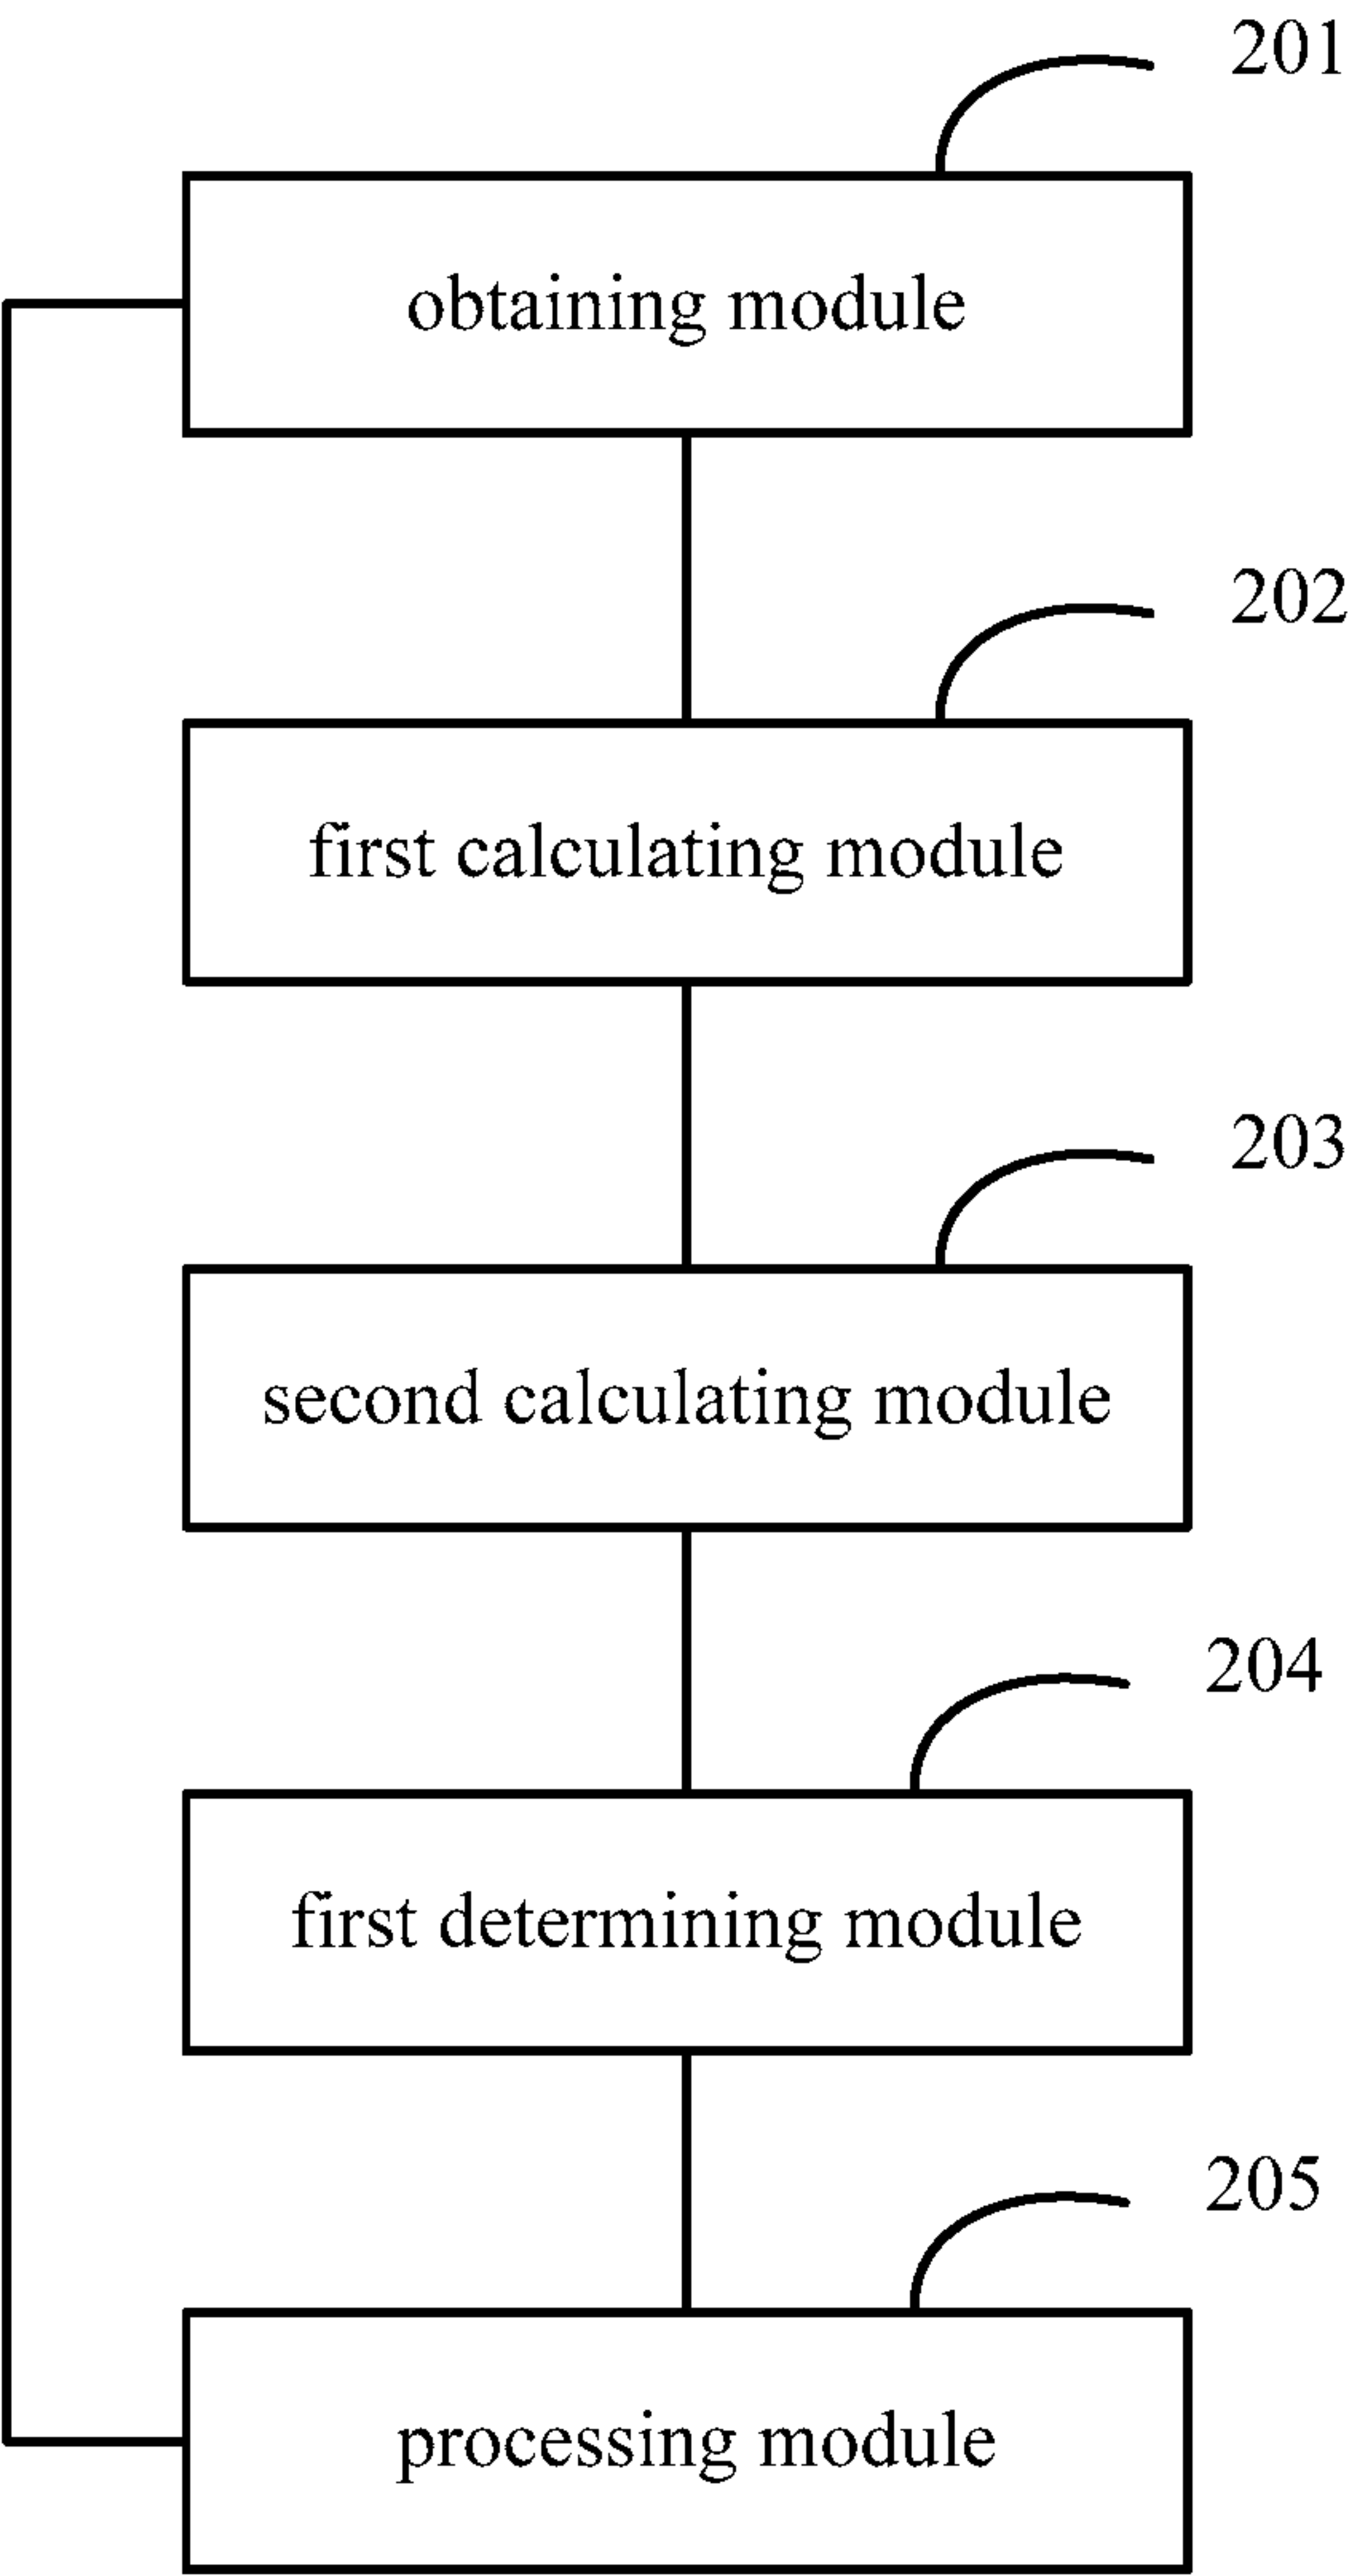 201
obtaining module
202
first calculating module
203
second calculating module
204
first determining module
205
processing module